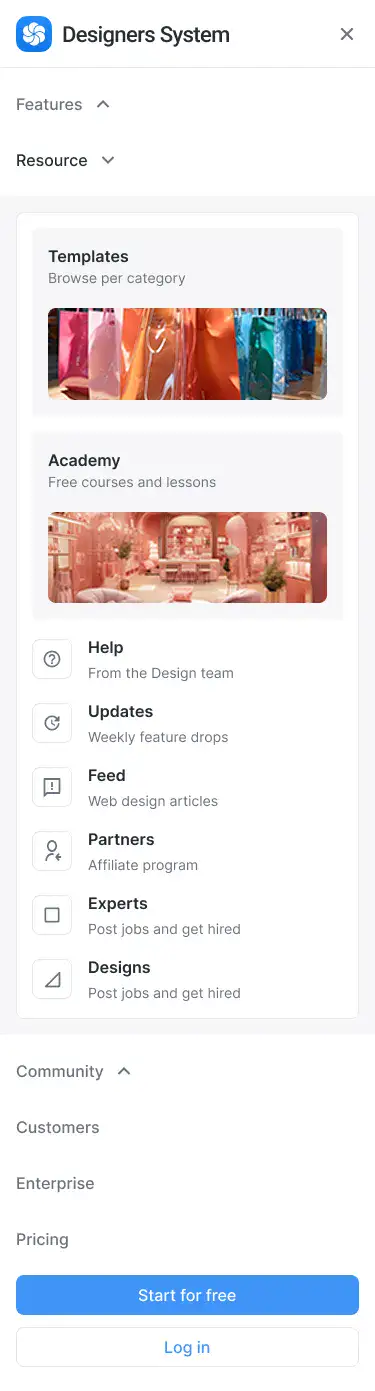 Designers System
Features
Resource
Templates
Browse per category
Academy
Free courses and lessons
Help
From the Design team
Updates
Weekly feature drops
Feed
Web design articles
Partners
Affiliate program
Experts
Post jobs and get hired
Designs
Post jobs and get hired
Community
Customers
Enterprise
Pricing
Start for free
Log in